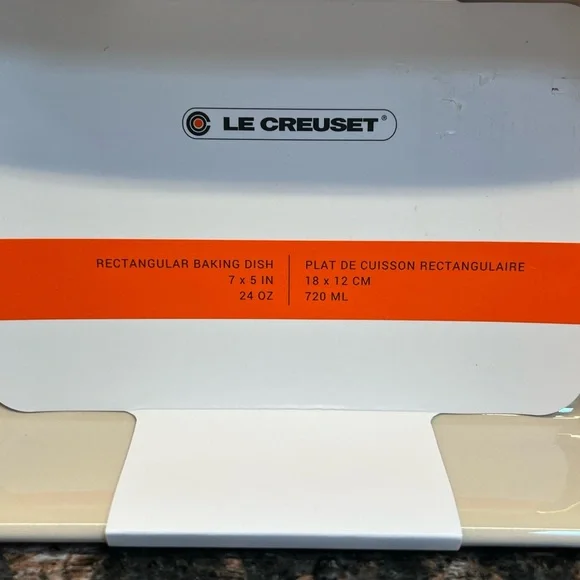 LE CREUSET®
RECTANGULAR BAKING DISH
7 x 5 IN
24 OZ
PLAT DE CUISSON RECTANGULAIRE
18 x 12 CM
720 ML